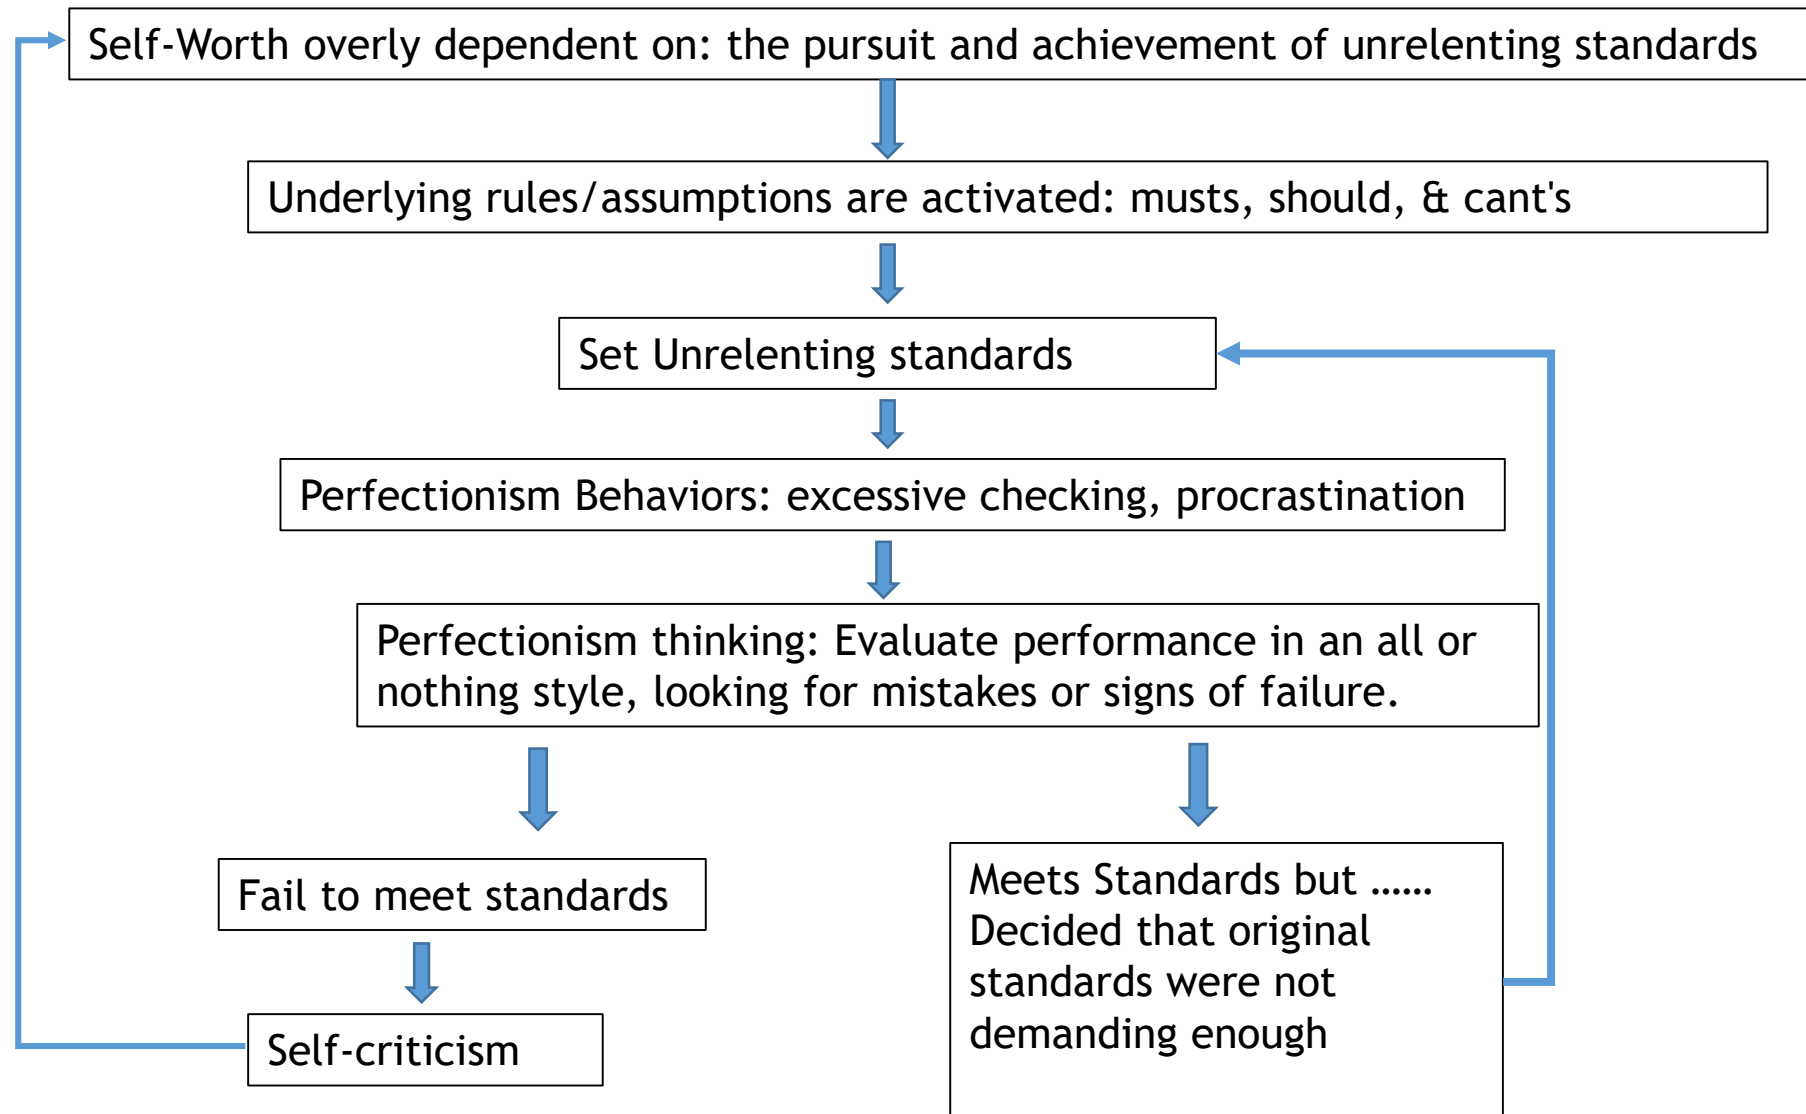 Self-Worth overly dependent on: the pursuit and achievement of unrelenting standards
Underlying rules/assumptions are activated: musts, should, & cant's
Set Unrelenting standards
Perfectionism Behaviors: excessive checking, procrastination
Perfectionism thinking: Evaluate performance in an all or
nothing style, looking for mistakes or signs of failure.
Fail to meet standards
Self-criticism
Meets Standards but ......
Decided that original
standards were not
demanding enough